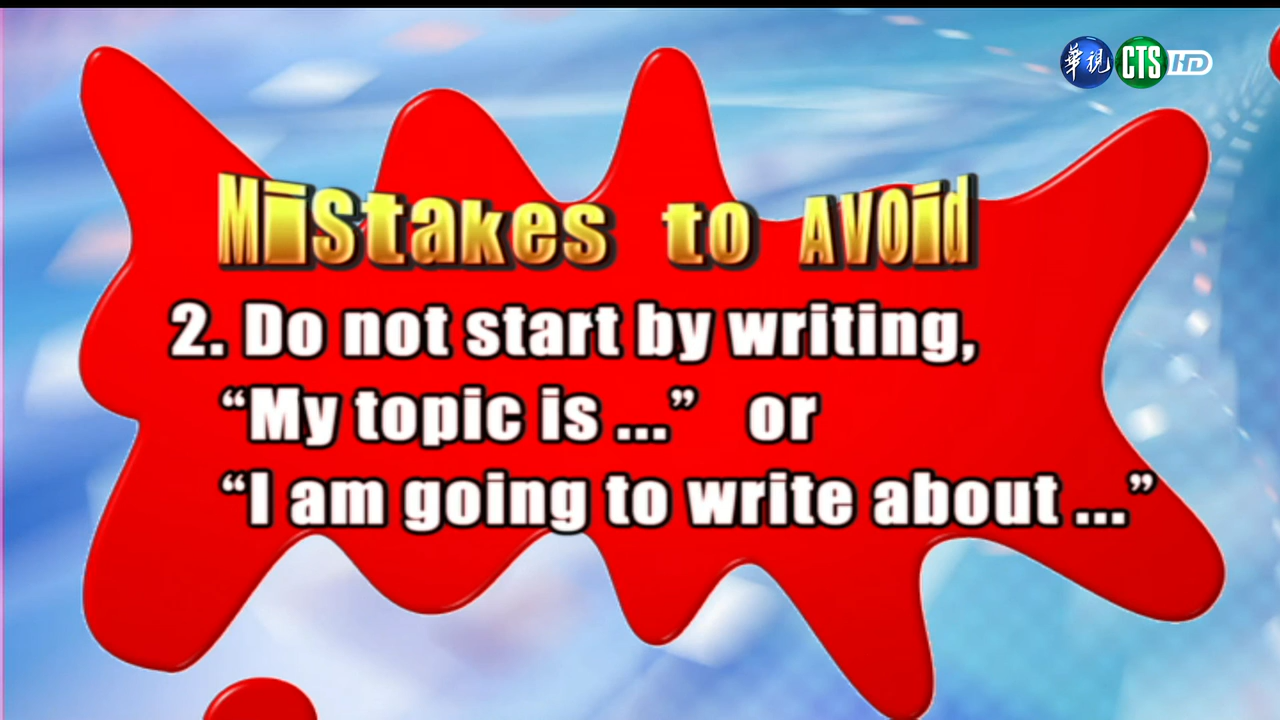 華視 CTS HD
Mistakes to Avoid
2. Do not start by writing,
“My topic is ...” or
“I am going to write about ...”